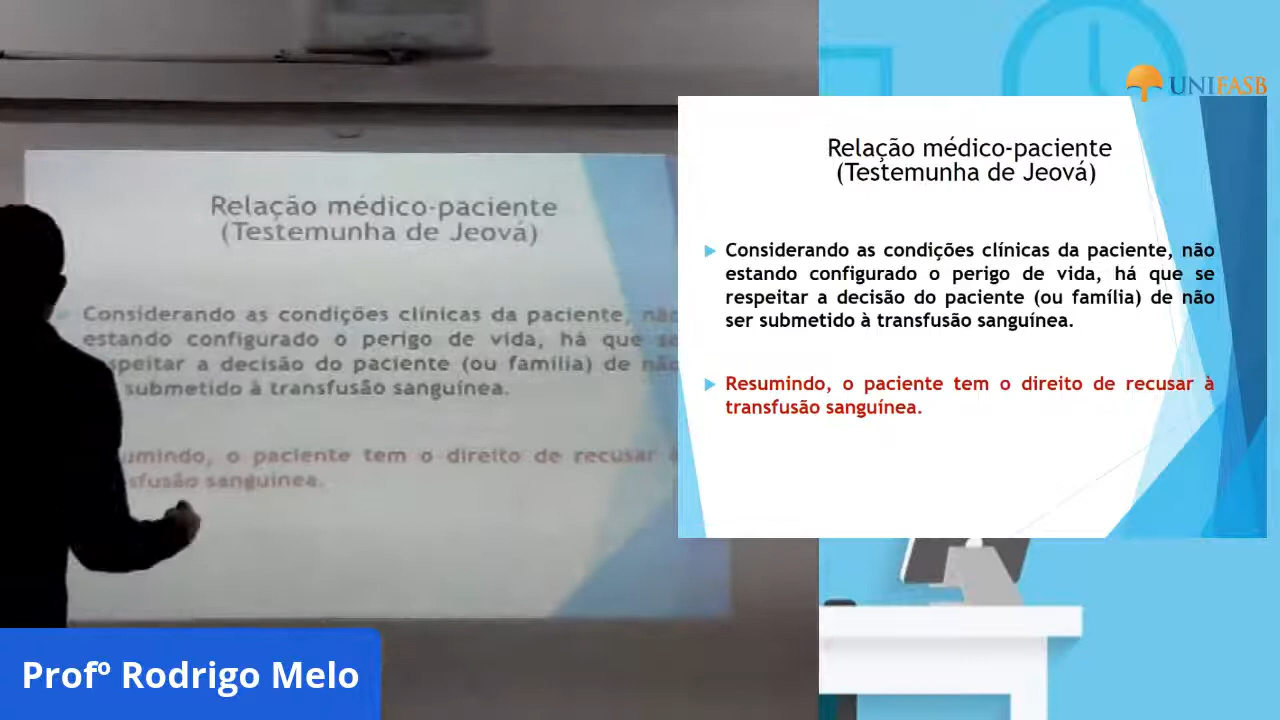 UNIFASB
Relação médico-paciente
(Testemunha de Jeová)
Considerando as condições clínicas da paciente, não
estando configurado o perigo de vida, há que se
respeitar a decisão do paciente (ou família) de não
ser submetido à transfusão sanguínea.
Resumindo, o paciente tem o direito de recusar à
transfusão sanguínea.
Relação médico-paciente
(Testemunha de Jeová)
Considerando as condições clínicas da paciente, não
estando configurado o perigo de vida, há que se
speitar a decisão do paciente (ou família) de não
submetido à transfusão sanguínea.
umindo, o paciente tem o direito de recusar à
sfusão sanguínea.
Profº Rodrigo Melo